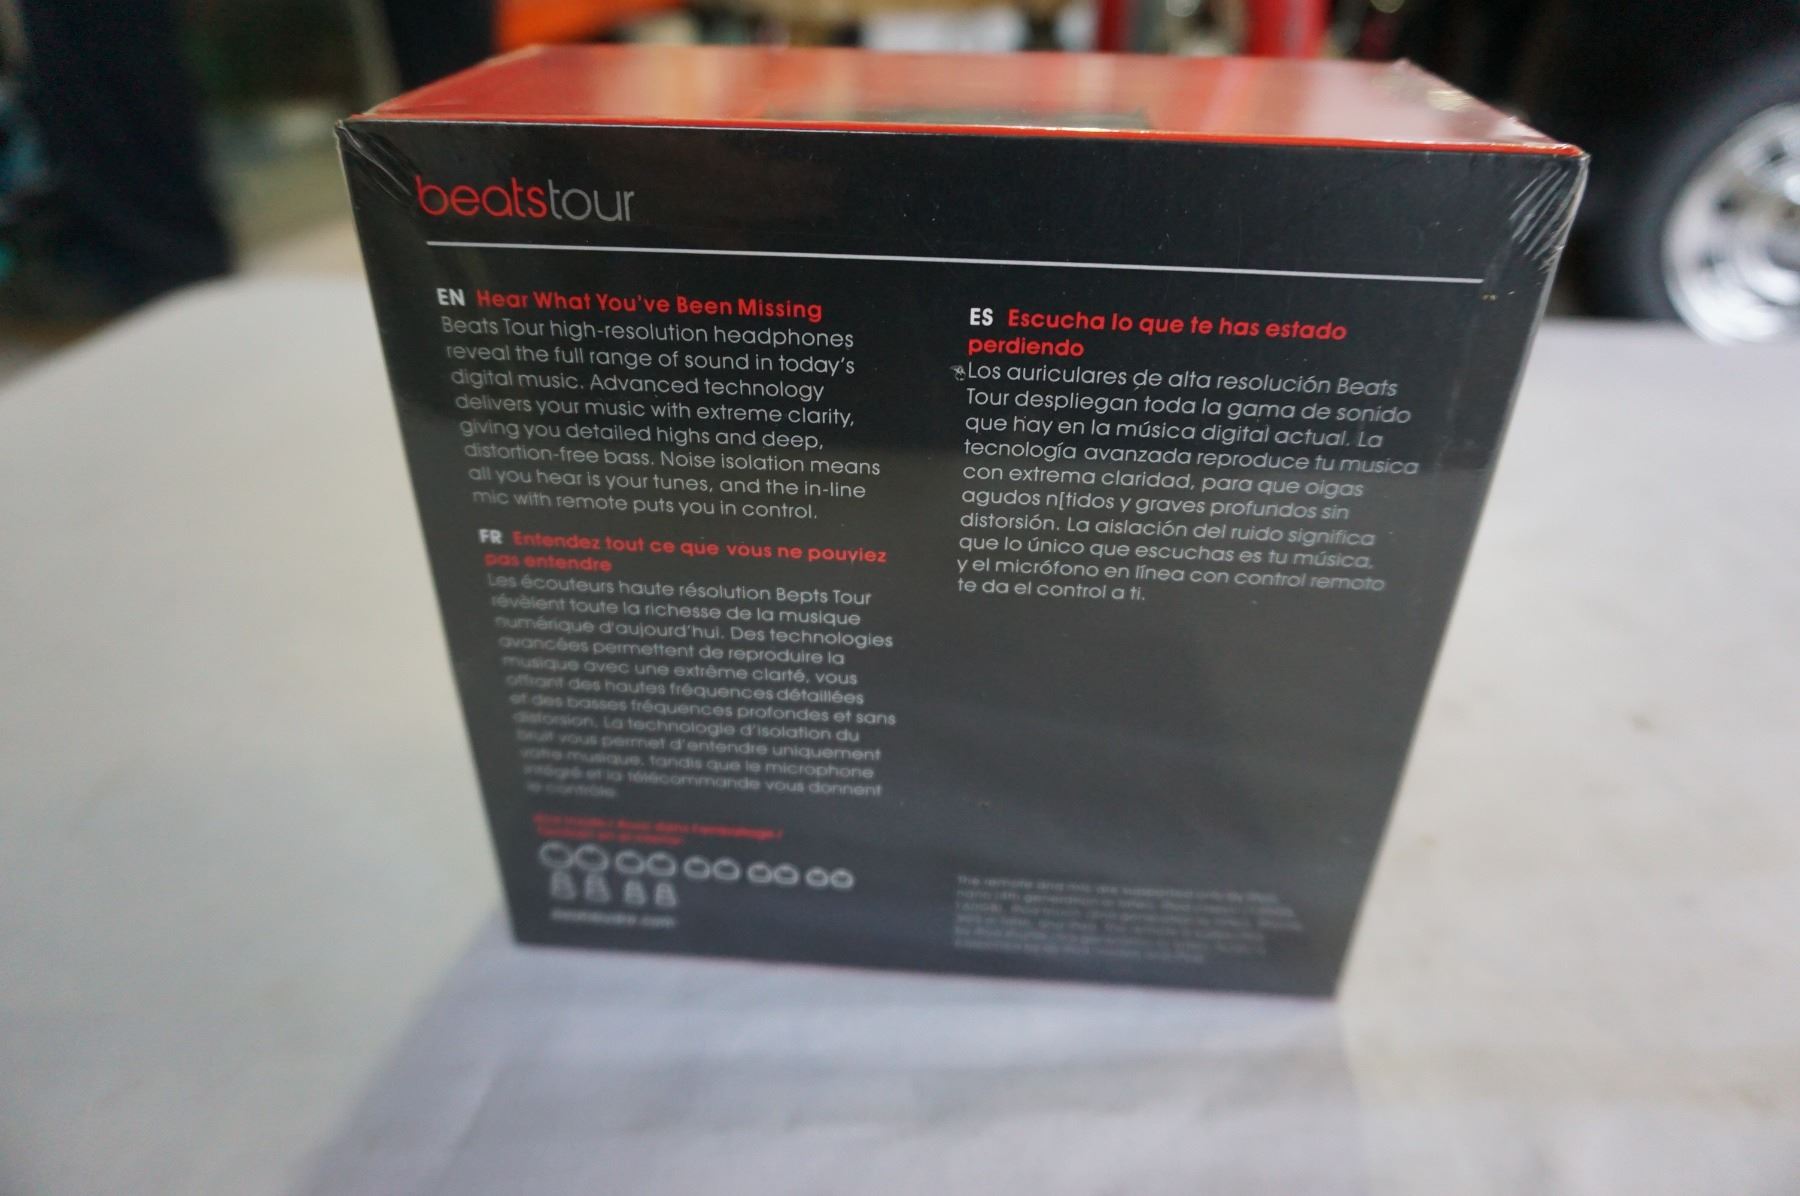 beatstour
EN Hear What You've Been Missing
Beats Tour high-resolution headphones
reveal the full range of sound in today's
digital music. Advanced technology
delivers your music with extreme clarity,
giving you detailed highs and deep,
distortion-free bass. Noise isolation means
all you hear is your tunes, and the in-line
mic with remote puts you in control.
FR Entendez tout ce que vous ne pouviez
pas entendre
Les écouteurs haute résolution Bepts Tour
révèlent toute la richesse de la musique
numérique d'aujourd'hui. Des technologies
avancées permettent de reproduire la
musique avec une extrême clarté, vous
offrant des hautes fréquences détaillées
et des basses fréquences profondes et sans
distorsion. La technologie d'isolation du
bruit vous permet d'entendre uniquement
votre musique, tandis que le microphone
intégré et la télécommande vous donnent
le contrôle.
ES Escucha lo que te has estado
perdiendo
Los auriculares de alta resolución Beats
Tour despliegan toda la gama de sonido
que hay en la música digital actual. La
tecnología avanzada reproduce tu musica
con extrema claridad, para que oigas
agudos n[tidos y graves profundos sin
distorsión. La aislación del ruido significa
que lo único que escuchas es tu música,
y el micrófono en línea con control remoto
te da el control a ti.
The remote and mic are supported only by iPod